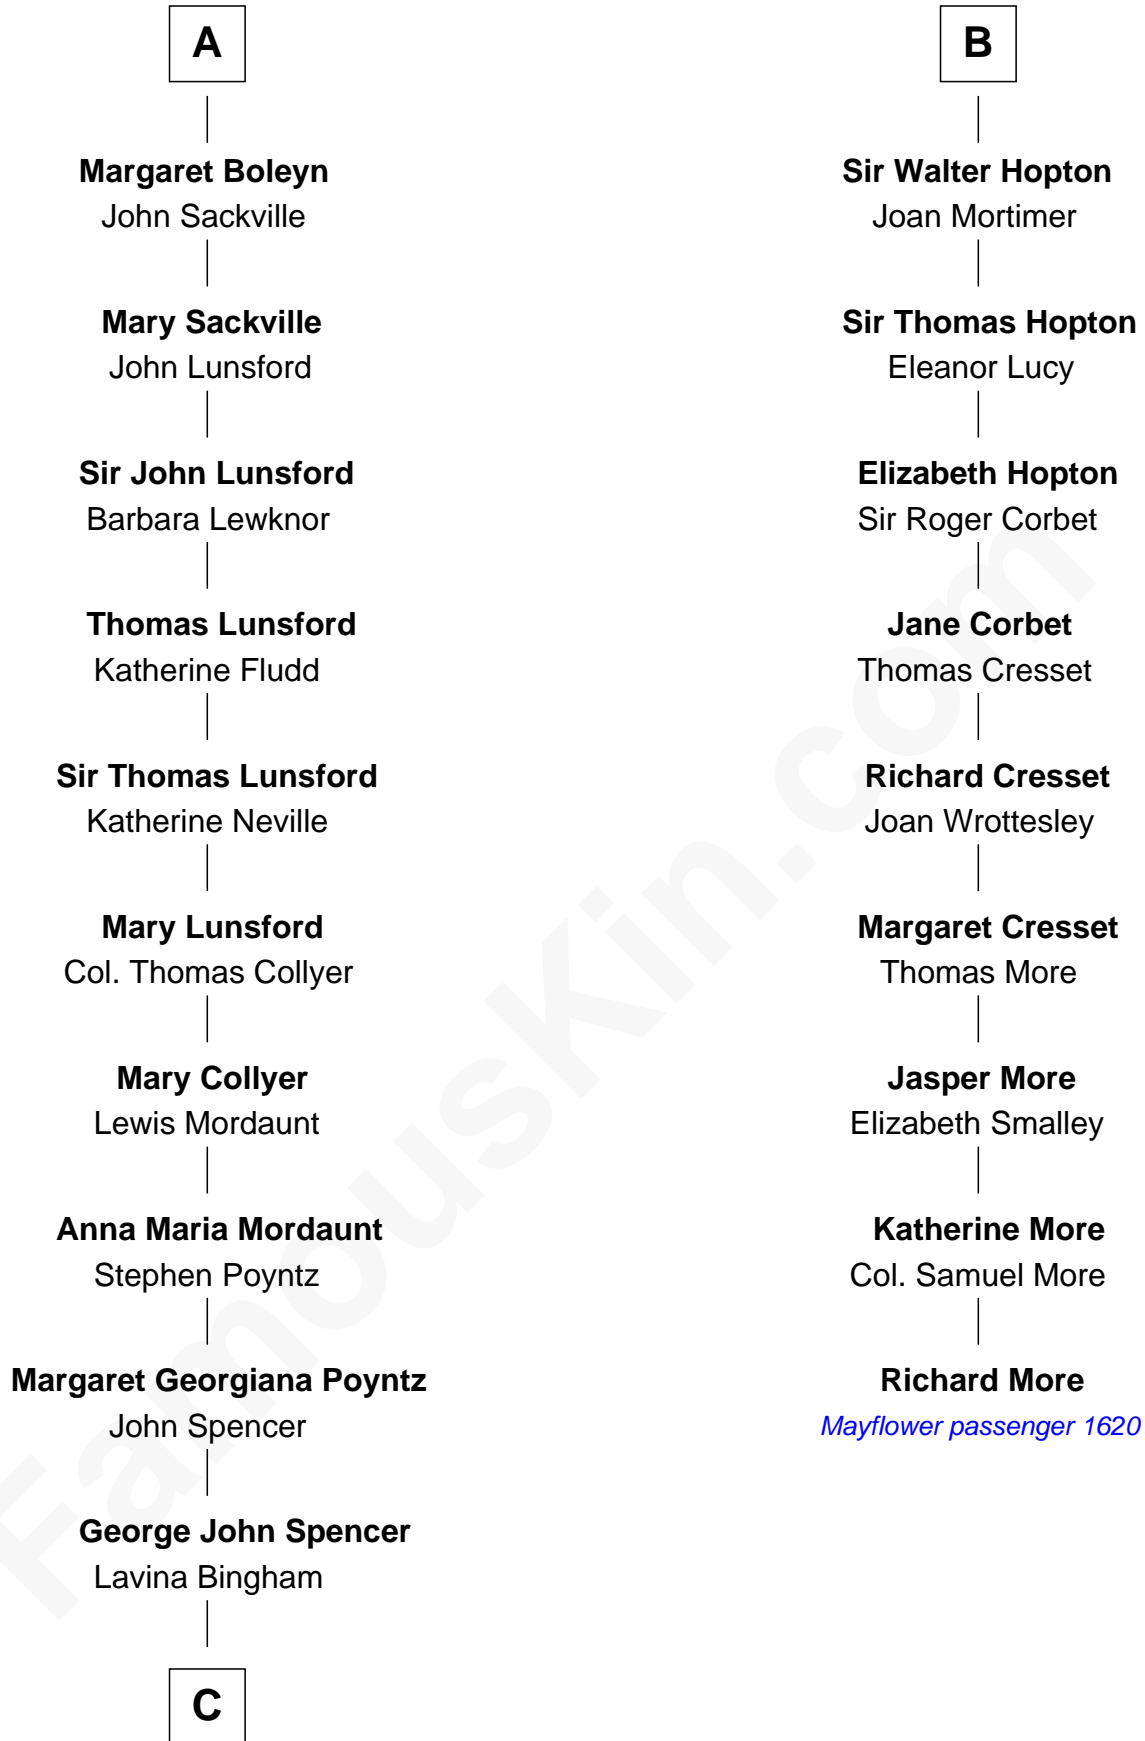 A
Margaret Boleyn
John Sackville
Mary Sackville
John Lunsford
Sir John Lunsford
Barbara Lewknor
Thomas Lunsford
Katherine Fludd
Sir Thomas Lunsford
Katherine Neville
Mary Lunsford
Col. Thomas Collyer
Mary Collyer
Lewis Mordaunt
Anna Maria Mordaunt
Stephen Poyntz
Margaret Georgiana Poyntz
John Spencer
George John Spencer
Lavina Bingham
C
B
Sir Walter Hopton
Joan Mortimer
Sir Thomas Hopton
Eleanor Lucy
Elizabeth Hopton
Sir Roger Corbet
Jane Corbet
Thomas Cresset
Richard Cresset
Joan Wrottesley
Margaret Cresset
Thomas More
Jasper More
Elizabeth Smalley
Katherine More
Col. Samuel More
Richard More
Mayflower passenger 1620
FamousKin.com